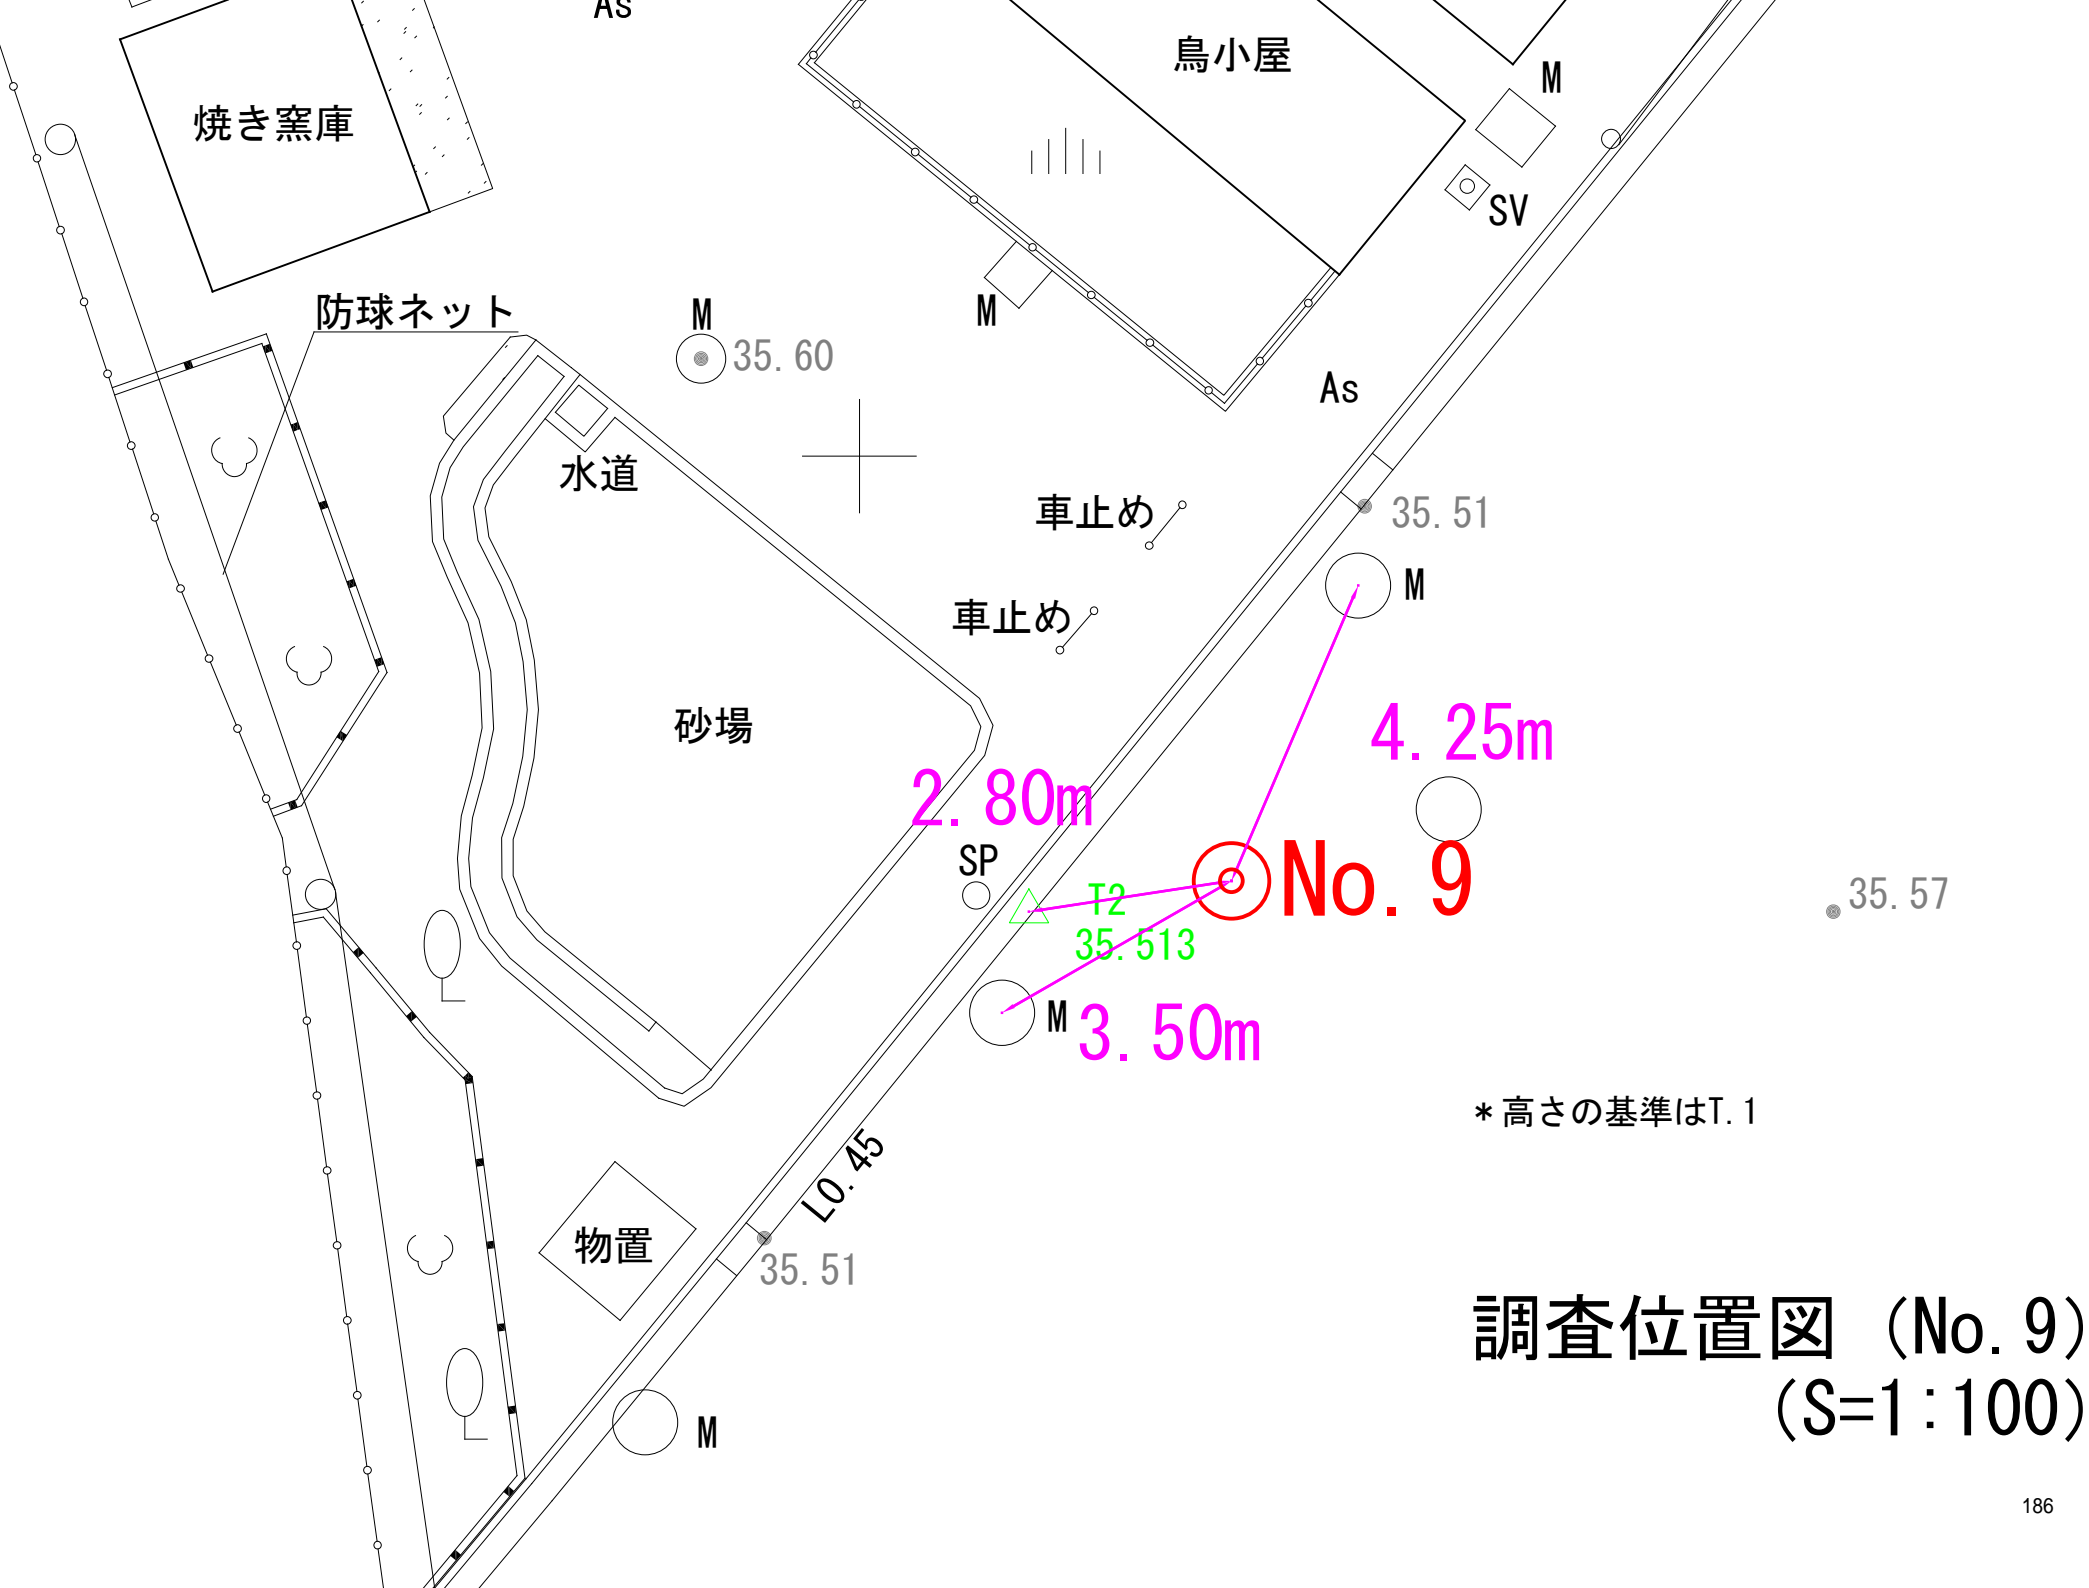 As
鳥小屋
M
焼き窯庫
SV
防球ネット
M
M
35.60
As
水道
車止め
35.51
M
車止め
砂場
4.25m
2.80m
SP
No.9
T2
35.57
35.513
M
3.50m
*高さの基準はT.1
L0.45
物置
35.51
調査位置図 (No.9)
(S=1:100)
M
186